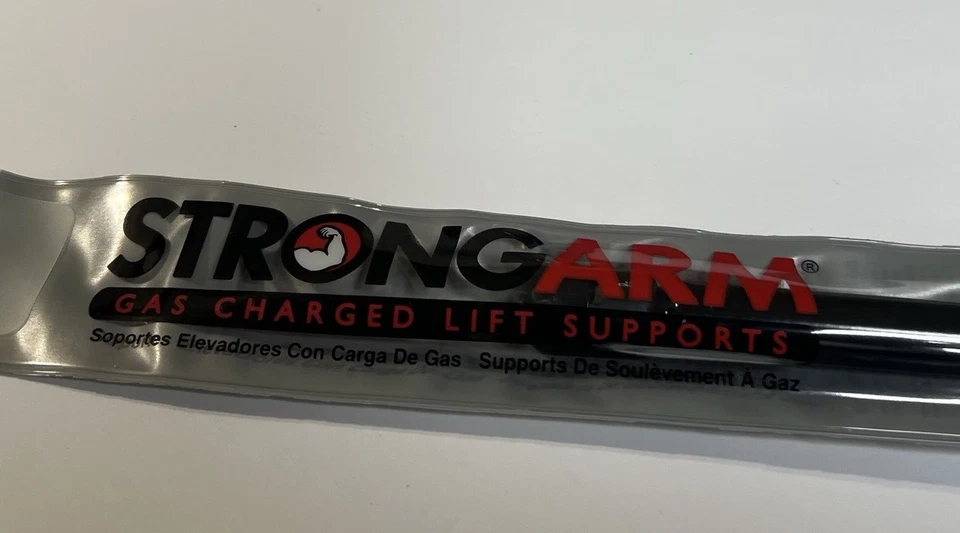 STRONGARM®
GAS CHARGED LIFT SUPPORTS
Soportes Elevadores Con Carga De Gas Supports De Soulèvement À Gaz